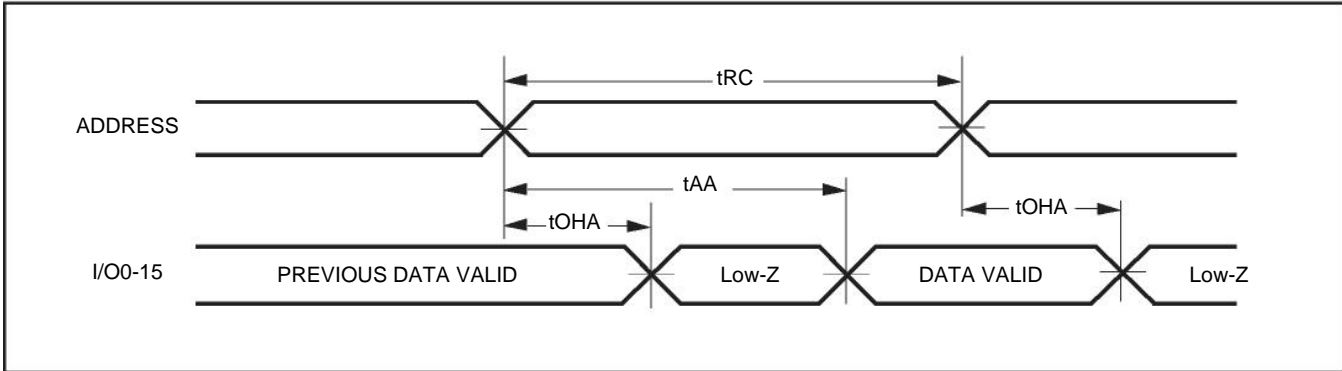 tRC
ADDRESS
tAA
tOHA
tOHA
I/O0-15
PREVIOUS DATA VALID
Low-Z
DATA VALID
Low-Z